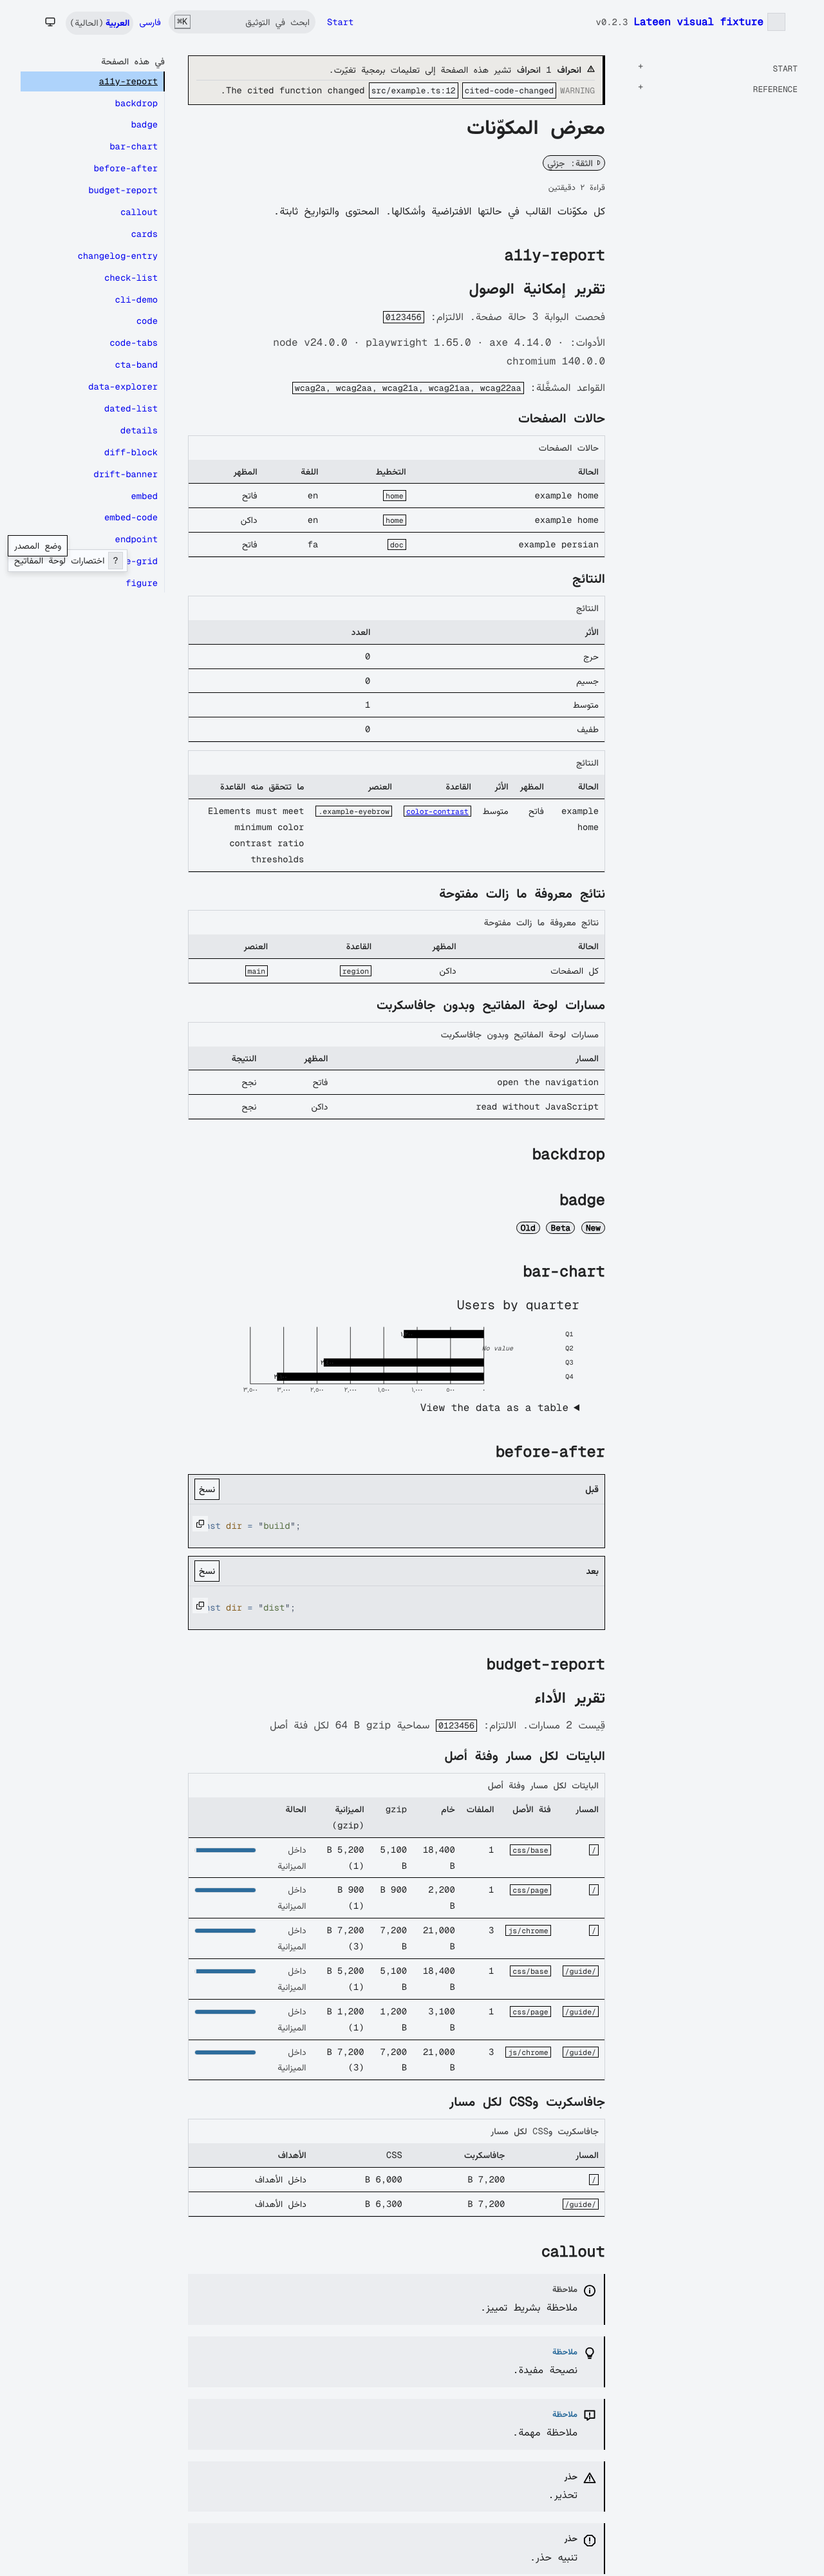 Lateen visual fixture v0.2.3
Start
ابحث في التوثيق ⌘K
فارسی
العربية (الحالية)
START +
REFERENCE +
⚠ انحراف 1 انحراف تشير هذه الصفحة إلى تعليمات برمجية تغيّرت.
WARNING cited-code-changed src/example.ts:12 The cited function changed.
معرض المكوّنات
الثقة: جزئي
قراءة ٢ دقيقتين
كل مكوّنات القالب في حالتها الافتراضية وأشكالها. المحتوى والتواريخ ثابتة.
a11y-report
تقرير إمكانية الوصول
فحصت البوابة 3 حالة صفحة. الالتزام: 0123456
الأدوات: node v24.0.0 · playwright 1.65.0 · axe 4.14.0 ·
chromium 140.0.0
القواعد المشغَّلة: wcag2a, wcag2aa, wcag21a, wcag21aa, wcag22aa
حالات الصفحات
حالات الصفحات
الحالة التخطيط اللغة المظهر
example home home en فاتح
example home home en داكن
example persian doc fa فاتح
النتائج
النتائج
الأثر العدد
حرج 0
جسيم 0
متوسط 1
طفيف 0
النتائج
الحالة المظهر الأثر القاعدة العنصر ما تتحقق منه القاعدة
example home فاتح متوسط color-contrast .example-eyebrow Elements must meet
minimum color
contrast ratio
thresholds
نتائج معروفة ما زالت مفتوحة
نتائج معروفة ما زالت مفتوحة
الحالة المظهر القاعدة العنصر
كل الصفحات داكن region main
مسارات لوحة المفاتيح وبدون جافاسكربت
مسارات لوحة المفاتيح وبدون جافاسكربت
المسار المظهر النتيجة
open the navigation فاتح نجح
read without JavaScript داكن نجح
backdrop
badge
New Beta Old
bar-chart
Users by quarter
Q1
Q2 No value
Q3
Q4
٠ ٥٠٠ ١٬٠٠٠ ١٬٥٠٠ ٢٬٠٠٠ ٢٬٥٠٠ ٣٬٠٠٠ ٣٬٥٠٠
View the data as a table
before-after
قبل نسخ
st dir = "build";
بعد نسخ
st dir = "dist";
budget-report
تقرير الأداء
قِيست 2 مسارات. الالتزام: 0123456 سماحية 64 B gzip لكل فئة أصل
البايتات لكل مسار وفئة أصل
البايتات لكل مسار وفئة أصل
المسار فئة الأصل الملفات خام gzip الميزانية (gzip) الحالة
/ css/base 1 18,400 B 5,100 B 5,200 B (1) داخل الميزانية
/ css/page 1 2,200 B 900 B 900 B (1) داخل الميزانية
/ js/chrome 3 21,000 B 7,200 B 7,200 B (3) داخل الميزانية
/guide/ css/base 1 18,400 B 5,100 B 5,200 B (1) داخل الميزانية
/guide/ css/page 1 3,100 B 1,200 B 1,200 B (1) داخل الميزانية
/guide/ js/chrome 3 21,000 B 7,200 B 7,200 B (3) داخل الميزانية
جافاسكربت وCSS لكل مسار
جافاسكربت وCSS لكل مسار
المسار جافاسكربت CSS الأهداف
/ 7,200 B 6,000 B داخل الأهداف
/guide/ 7,200 B 6,300 B داخل الأهداف
callout
ملاحظة
ملاحظة بشريط تمييز.
ملاحظة
نصيحة مفيدة.
ملاحظة
ملاحظة مهمة.
حذر
تحذير.
حذر
تنبيه حذر.
في هذه الصفحة
a11y-report
backdrop
badge
bar-chart
before-after
budget-report
callout
cards
changelog-entry
check-list
cli-demo
code
code-tabs
cta-band
data-explorer
dated-list
details
diff-block
drift-banner
embed
embed-code
endpoint
e-grid
figure
وضع المصدر
? اختصارات لوحة المفاتيح